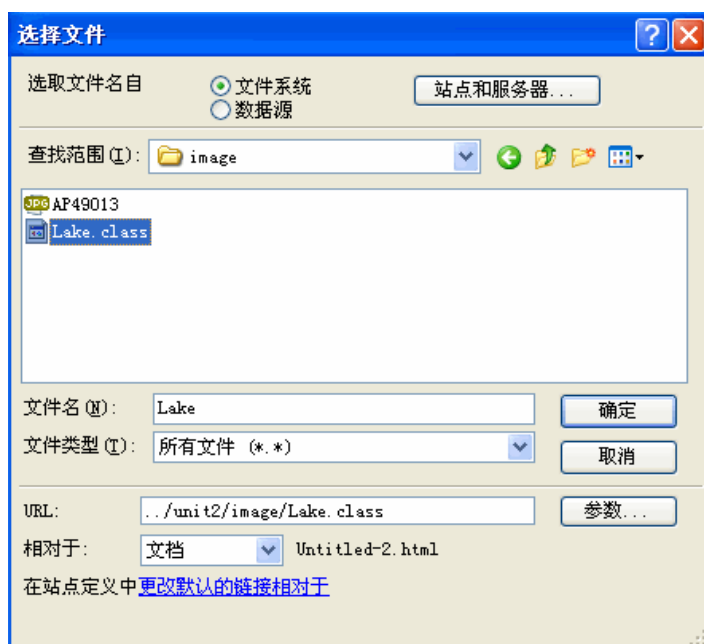 选择文件
选取文件名自 文件系统 站点和服务器...
数据源
查找范围(I): image
JPG AP49013
Lake.class
文件名(N): Lake 确定
文件类型(T): 所有文件 (*.*) 取消
URL: ../unit2/image/Lake.class 参数...
相对于: 文档 Untitled-2.html
在站点定义中更改默认的链接相对于